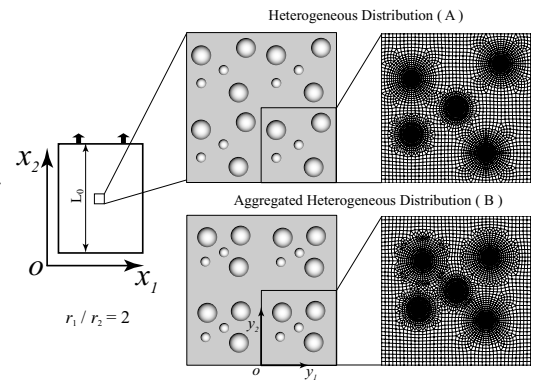 Heterogeneous Distribution ( A )
x2
L0
o
x1
r1 / r2 = 2
Aggregated Heterogeneous Distribution ( B )
y2
o
y1